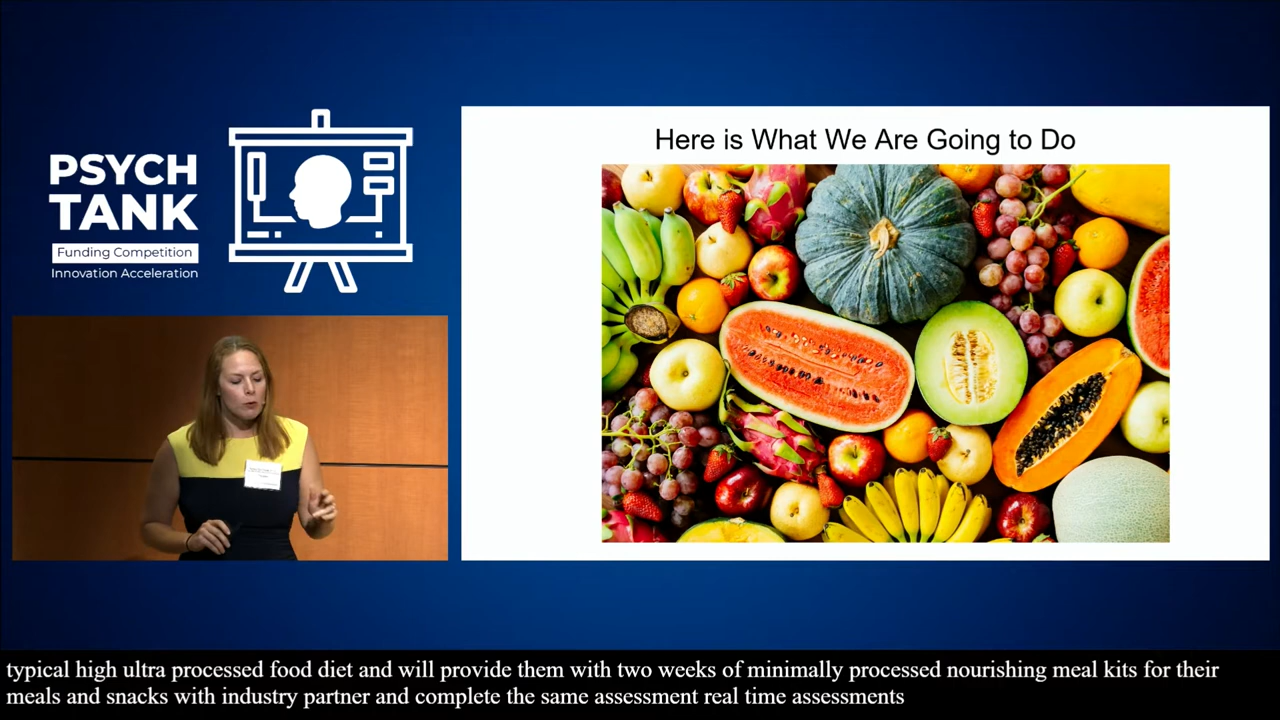 PSYCH
TANK
Funding Competition
Innovation Acceleration
Here is What We Are Going to Do
typical high ultra processed food diet and will provide them with two weeks of minimally processed nourishing meal kits for their
meals and snacks with industry partner and complete the same assessment real time assessments